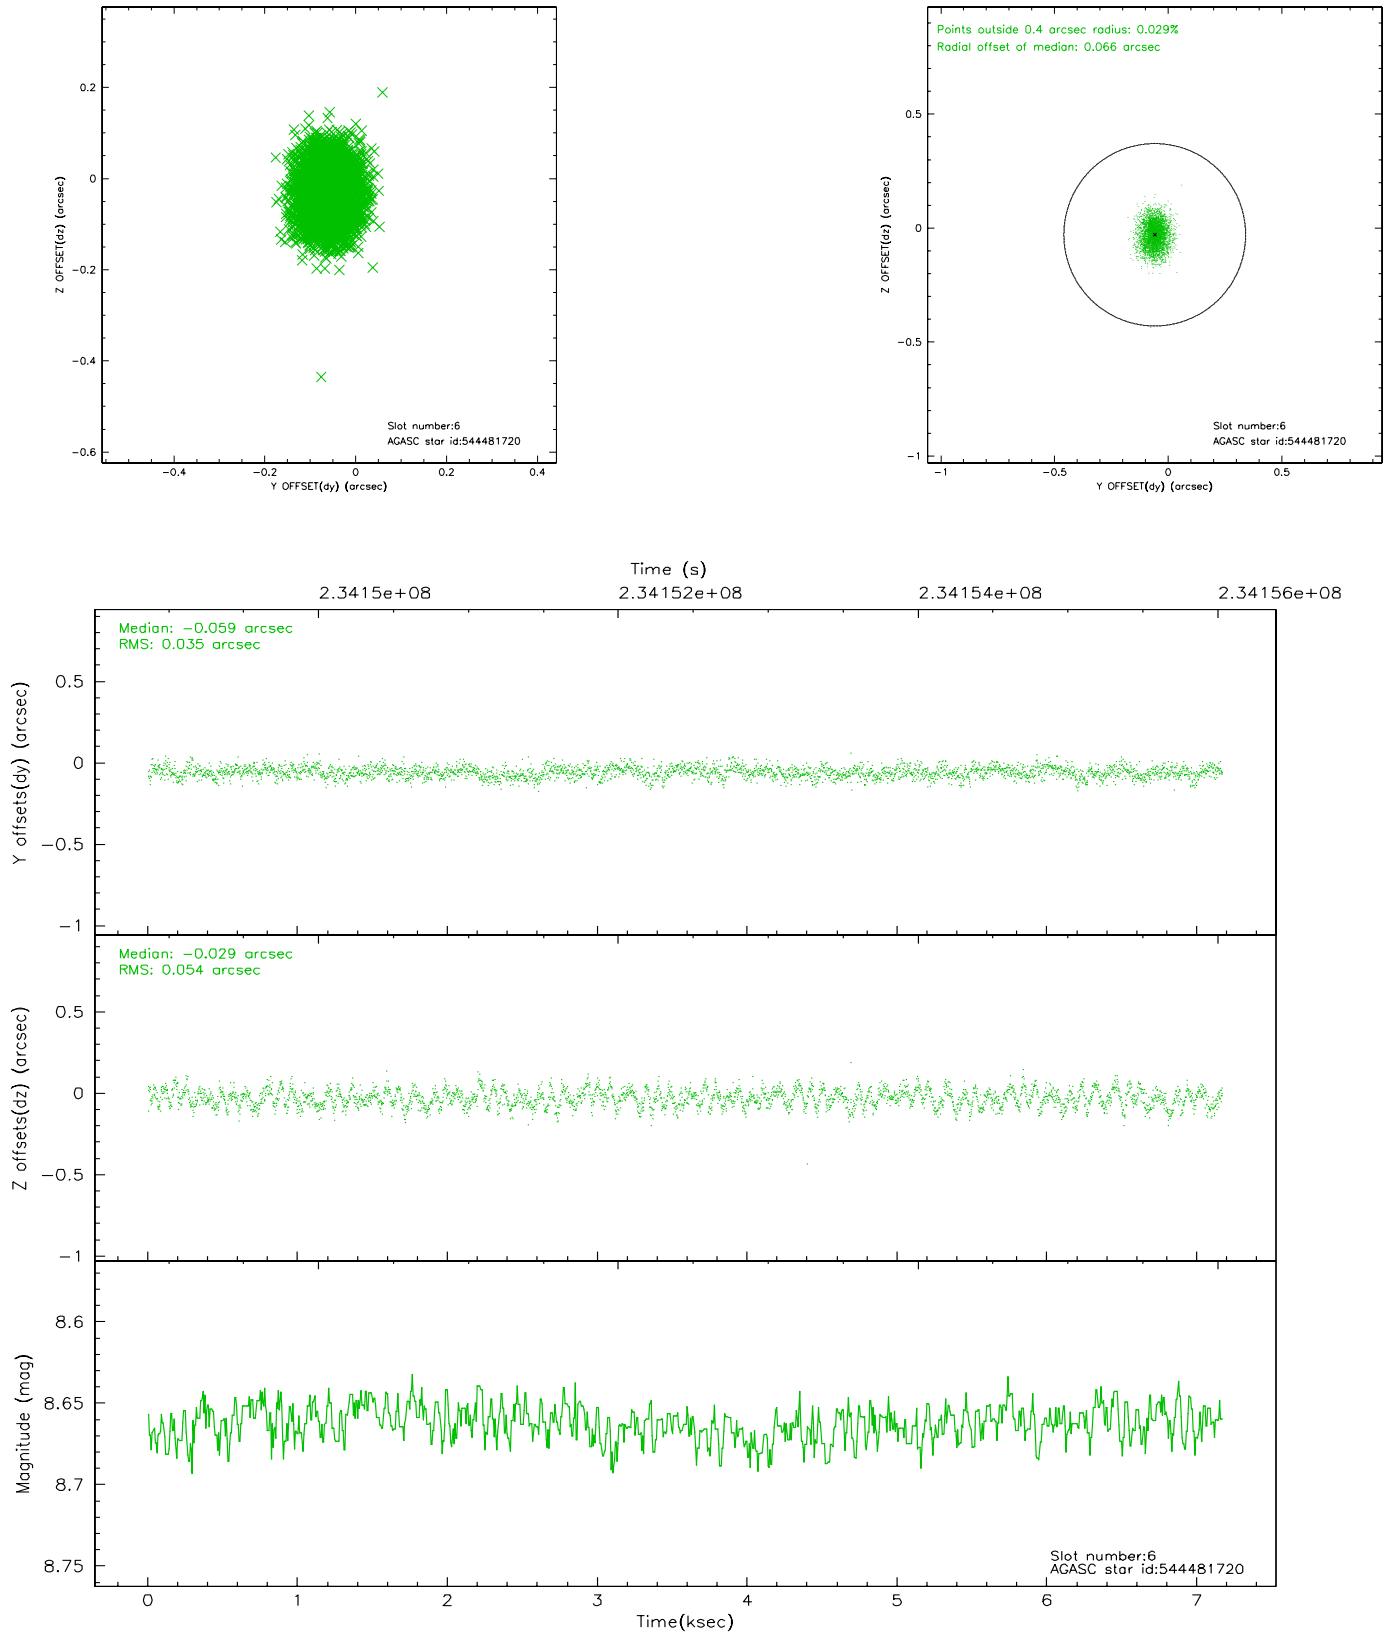 0.2
0
-0.2
-0.4
-0.6
Z OFFSET(dz) (arcsec)
-0.4 -0.2 0 0.2 0.4
Y OFFSET(dy) (arcsec)
Slot number:6
AGASC star id:544481720
Points outside 0.4 arcsec radius: 0.029%
Radial offset of median: 0.066 arcsec
0.5
0
-0.5
-1
Z OFFSET(dz) (arcsec)
-1 -0.5 0 0.5
Y OFFSET(dy) (arcsec)
Slot number:6
AGASC star id:544481720
Time (s)
2.3415e+08 2.34152e+08 2.34154e+08 2.34156e+08
Median: -0.059 arcsec
RMS: 0.035 arcsec
0.5
0
-0.5
-1
Y offsets(dy) (arcsec)
Median: -0.029 arcsec
RMS: 0.054 arcsec
0.5
0
-0.5
-1
Z offsets(dz) (arcsec)
8.6
8.65
8.7
8.75
Magnitude (mag)
Slot number:6
AGASC star id:544481720
0 1 2 3 4 5 6 7
Time(ksec)